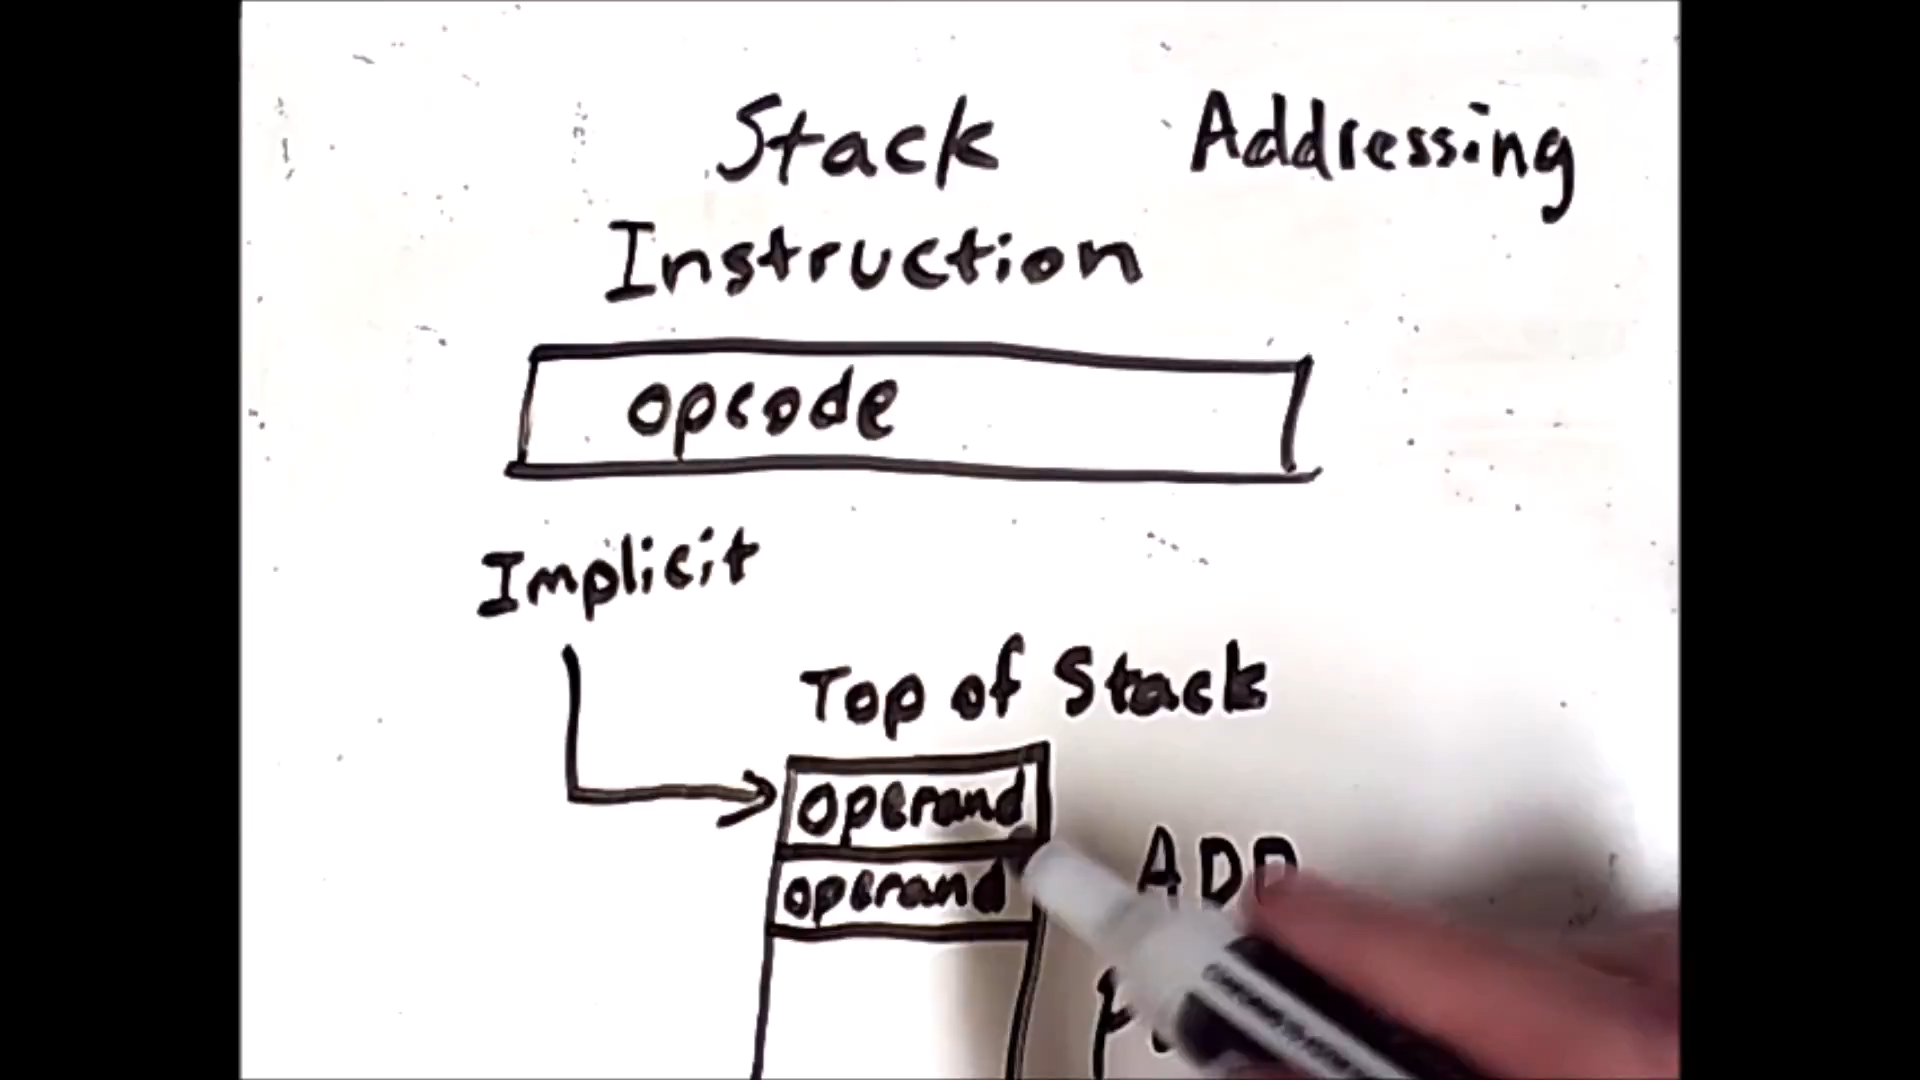 Stack Addressing
Instruction
opcode
Implicit
Top of Stack
operand
operand
ADD